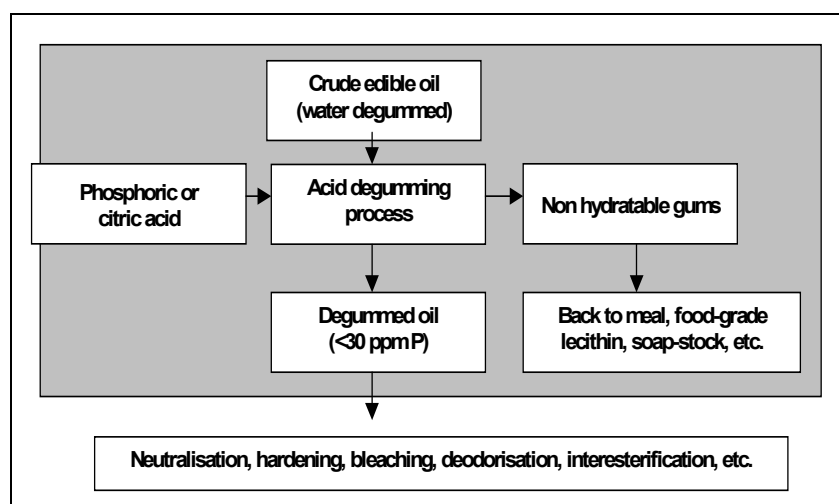 Crude edible oil
(water degummed)
Phosphoric or
citric acid
Acid degumming
process
Non hydratable gums
Degummed oil
(<30 ppm P)
Back to meal, food-grade
lecithin, soap-stock, etc.
Neutralisation, hardening, bleaching, deodorisation, interesterification, etc.